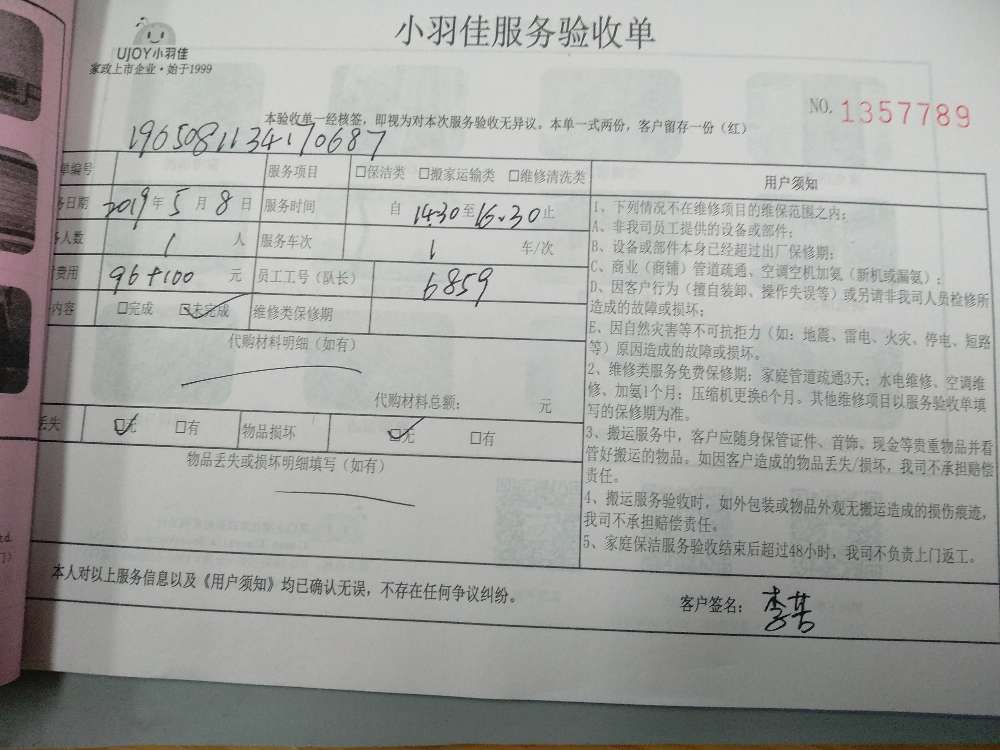 小羽佳服务验收单
UJOY小羽佳
家政上市企业·始于1999
NO. 1357789
本验收单一经核签，即视为对本次服务验收无异议。本单一式两份，客户留存一份（红）
1905081134170687
单编号 服务项目 □保洁类 □搬家运输类 □维修清洗类
务日期 2019年5月8日 服务时间 自 14:30至16:30止
务人数 1 人 服务车次 1 车/次
费用 96+100 元 员工工号（队长） 6859
内容 □完成 ☑未完成 维修类保修期
代购材料明细（如有）
代购材料总额： 元
丢失 ☑无 □有 物品损坏 ☑无 □有
物品丢失或损坏明细填写（如有）
用户须知
1、下列情况不在维修项目的维保范围之内：
A、非我司员工提供的设备或部件；
B、设备或部件本身已经超过出厂保修期；
C、商业（商铺）管道疏通、空调空机加氨（新机或漏氨）；
D、因客户行为（擅自装卸、操作失误等）或另请非我司人员检修所
造成的故障或损坏；
E、因自然灾害等不可抗拒力（如：地震、雷电、火灾、停电、短路
等）原因造成的故障或损坏。
2、维修类服务免费保修期：家庭管道疏通3天；水电维修、空调维
修、加氨1个月；压缩机更换6个月。其他维修项目以服务验收单填
写的保修期为准。
3、搬运服务中，客户应随身保管证件、首饰、现金等贵重物品并看
管好搬运的物品。如因客户造成的物品丢失/损坏，我司不承担赔偿
责任。
4、搬运服务验收时，如外包装或物品外观无搬运造成的损伤痕迹，
我司不承担赔偿责任。
5、家庭保洁服务验收结束后超过48小时，我司不负责上门返工。
本人对以上服务信息以及《用户须知》均已确认无误，不存在任何争议纠纷。
客户签名： 李某